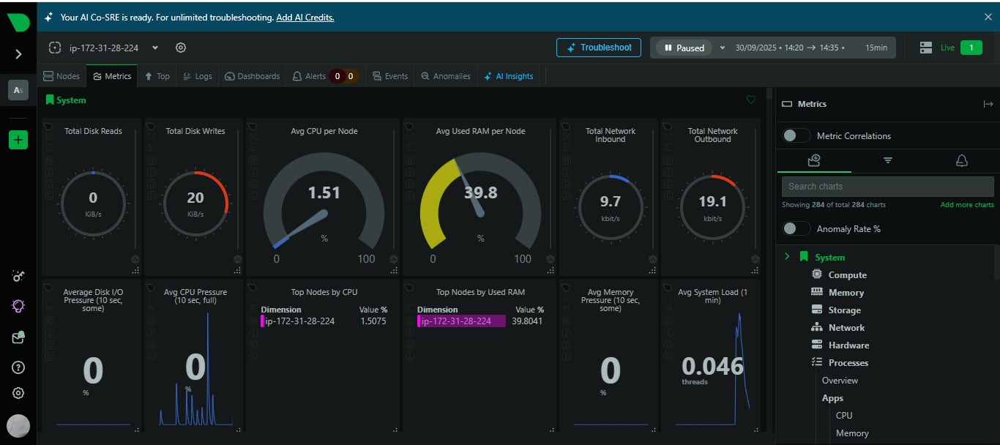 Your AI Co-SRE is ready. For unlimited troubleshooting. Add AI Credits.
ip-172-31-28-224
Troubleshoot
Paused
30/09/2025 • 14:20 → 14:35 •
15min
Live
1
Nodes
Metrics
Top
Logs
Dashboards
Alerts
0
0
Events
Anomalies
AI Insights
As
System
Total Disk Reads
0
KiB/s
Total Disk Writes
20
KiB/s
Avg CPU per Node
1.51
%
0
100
Avg Used RAM per Node
39.8
%
0
100
Total Network
Inbound
9.7
kbit/s
Total Network
Outbound
19.1
kbit/s
Average Disk I/O
Pressure (10 sec,
some)
0
%
Avg CPU Pressure
(10 sec, full)
0
%
Top Nodes by CPU
Dimension Value %
ip-172-31-28-224 1.5075
Top Nodes by Used RAM
Dimension Value %
ip-172-31-28-224 39.8041
Avg Memory
Pressure (10 sec,
some)
0
%
Avg System Load (1
min)
0.046
threads
Metrics
Metric Correlations
Search charts
Showing 284 of total 284 charts
Add more charts
Anomaly Rate %
System
Compute
Memory
Storage
Network
Hardware
Processes
Overview
Apps
CPU
Memory